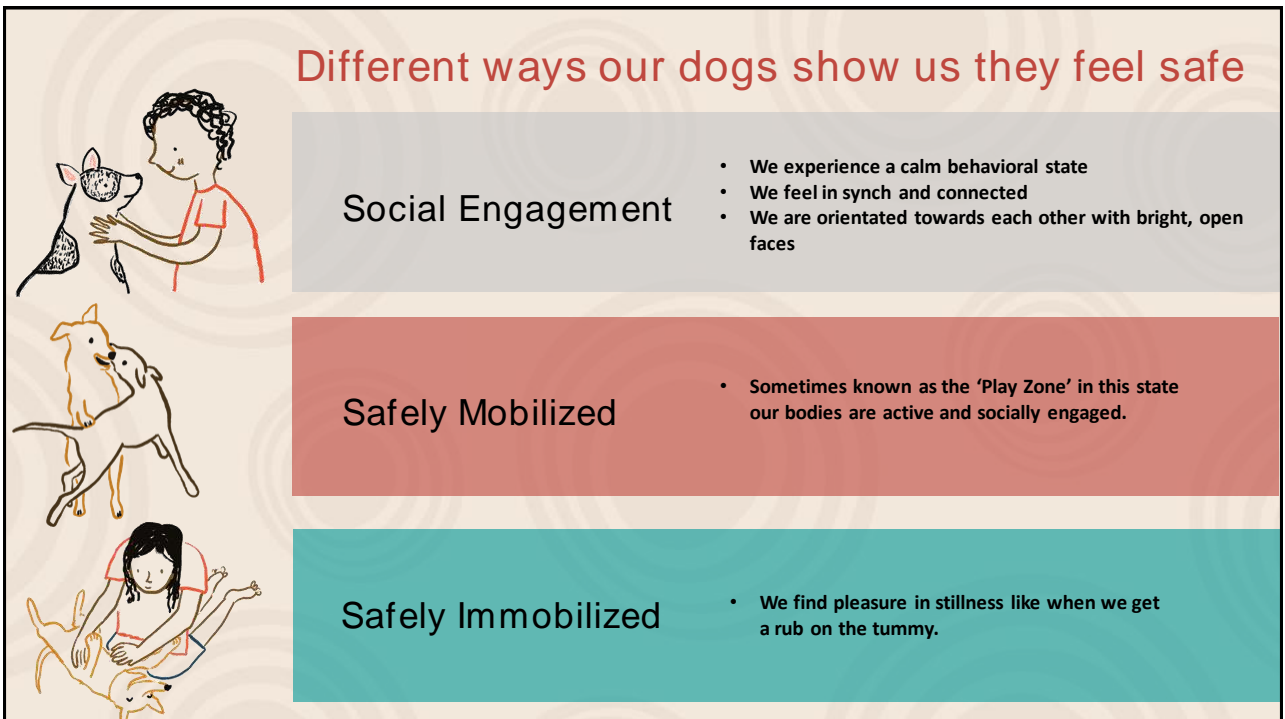 Different ways our dogs show us they feel safe
Social Engagement
• We experience a calm behavioral state
• We feel in synch and connected
• We are orientated towards each other with bright, open
faces
Safely Mobilized
• Sometimes known as the ‘Play Zone’ in this state
our bodies are active and socially engaged.
Safely Immobilized
• We find pleasure in stillness like when we get
a rub on the tummy.